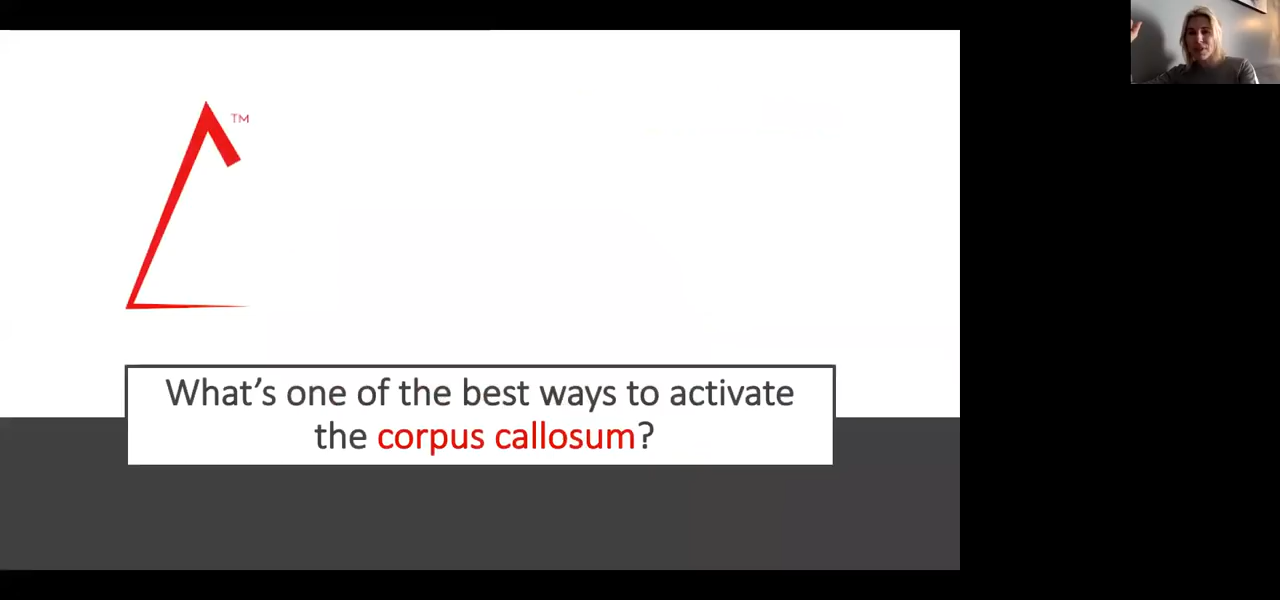 TM
What's one of the best ways to activate
the corpus callosum?